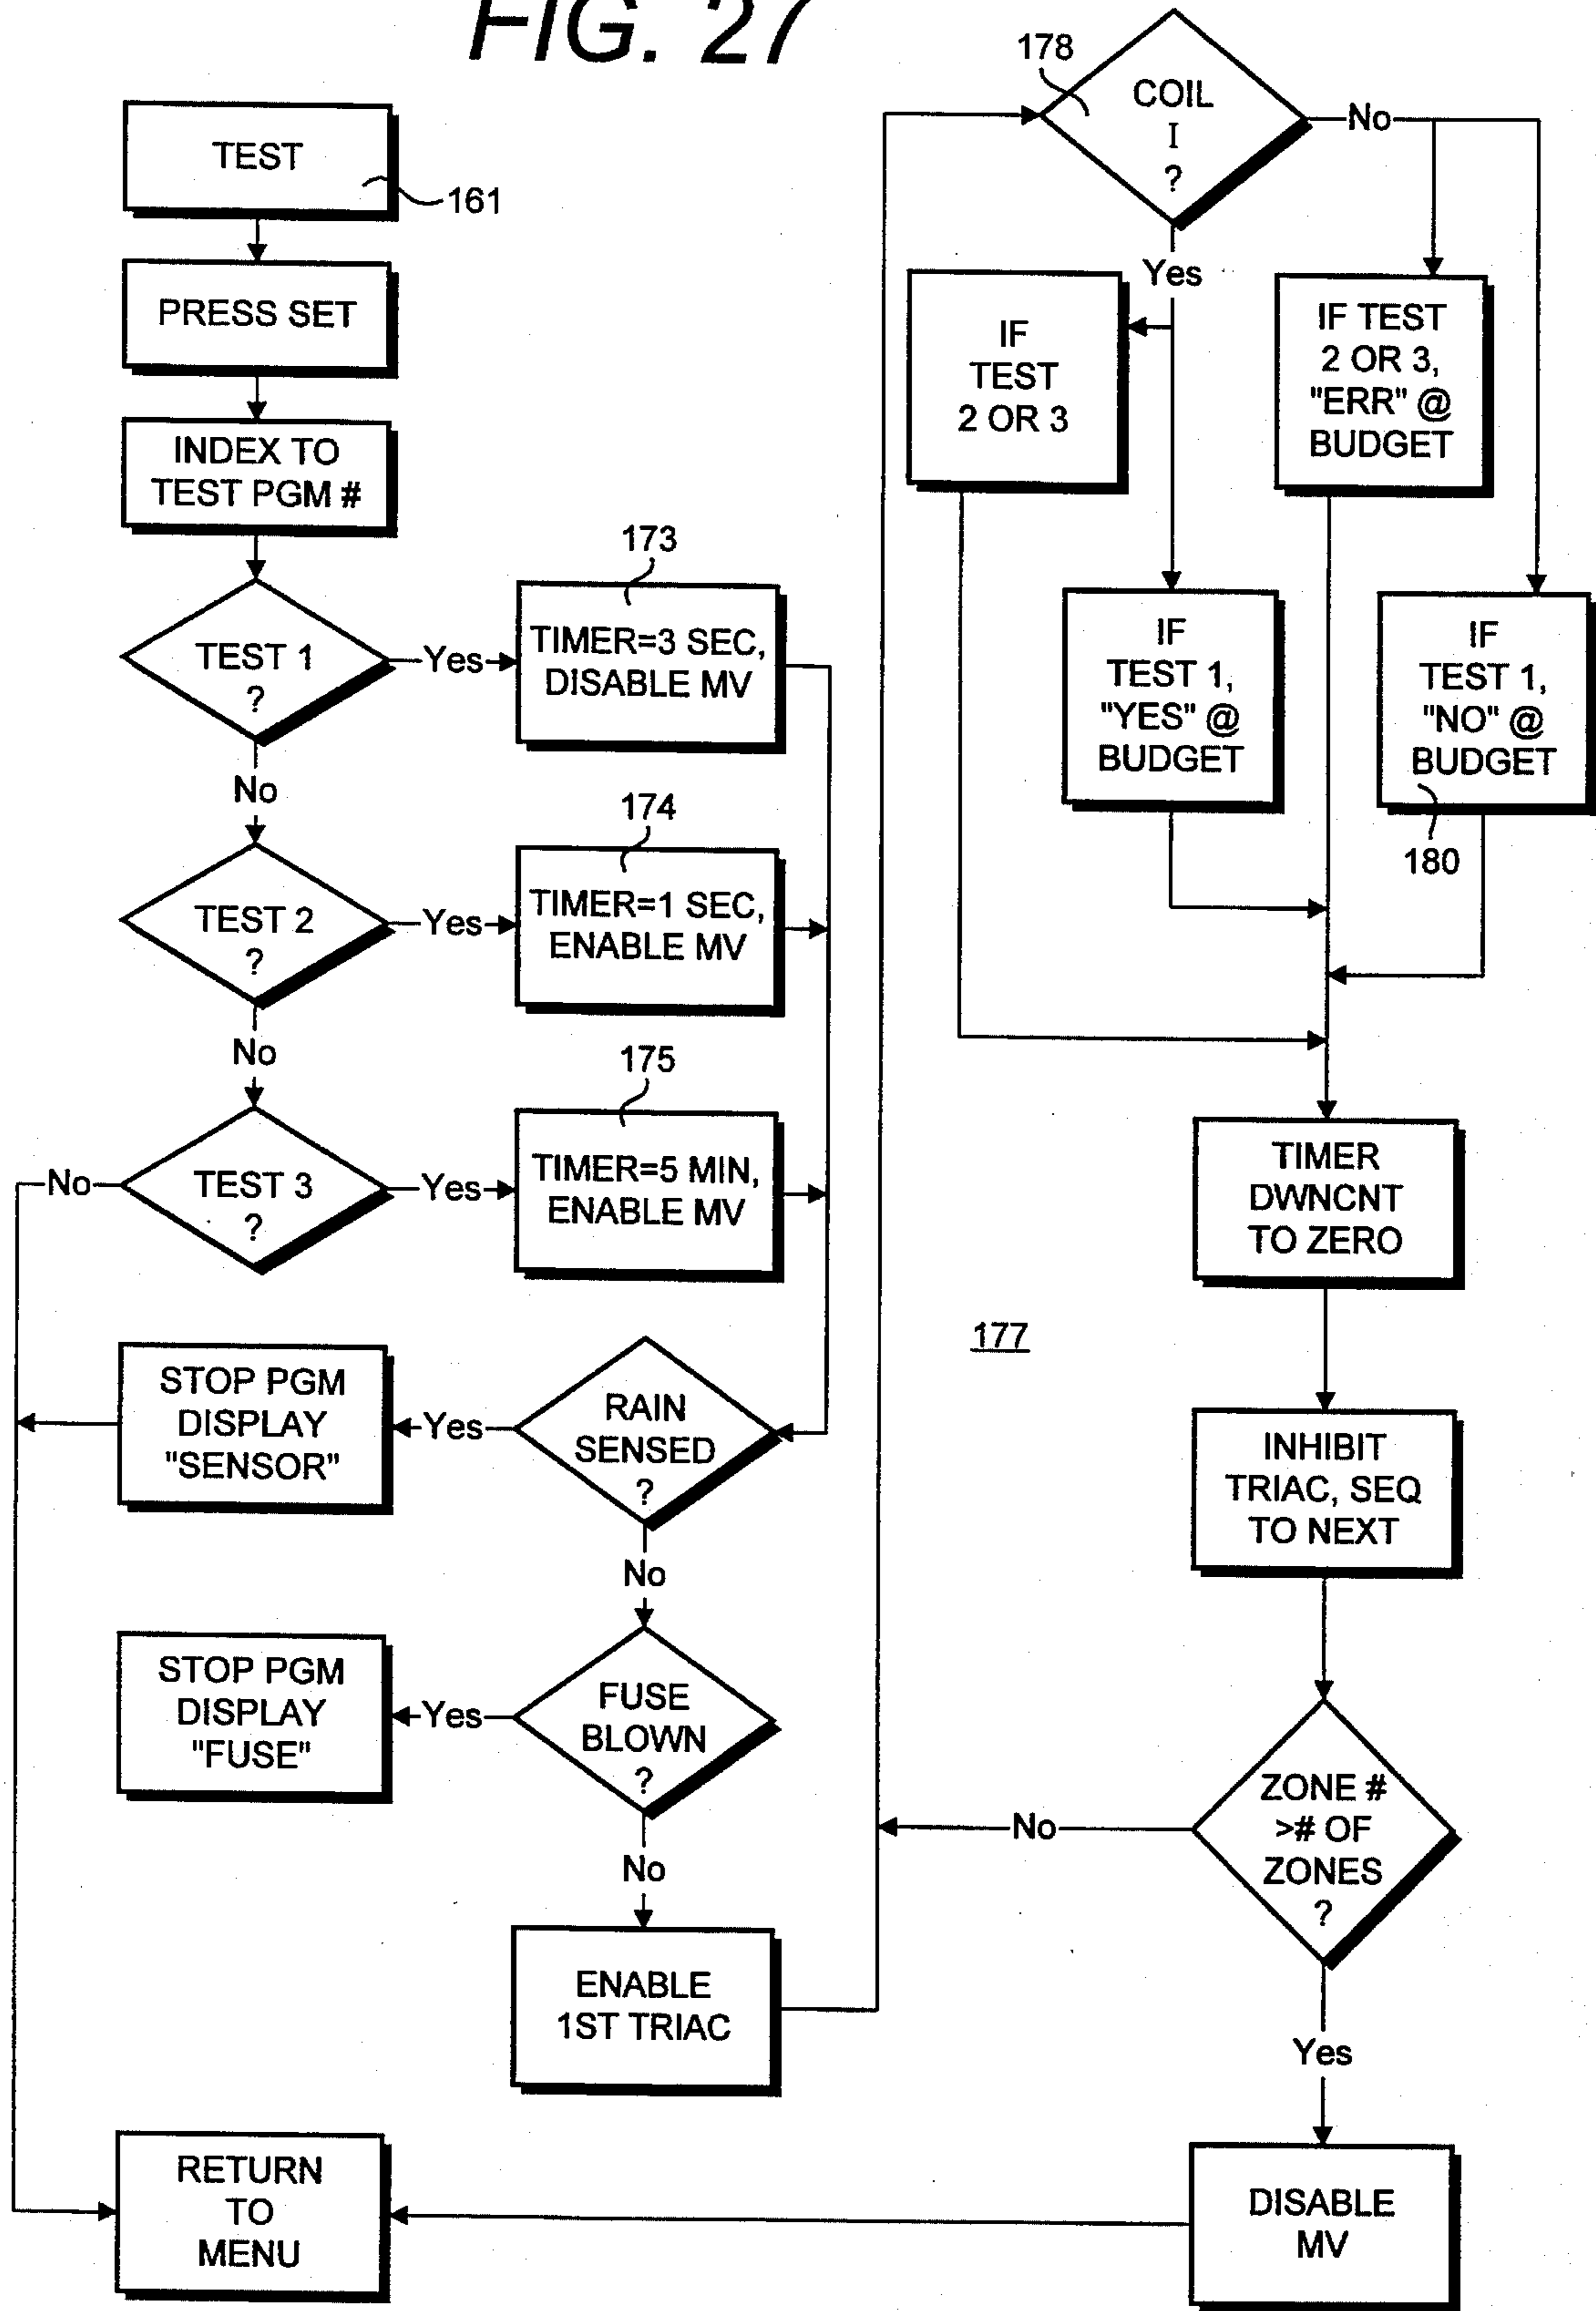 FIG. 27
TEST
161
PRESS SET
INDEX TO
TEST PGM #
TEST 1
?
Yes
No
173
TIMER=3 SEC,
DISABLE MV
TEST 2
?
Yes
No
174
TIMER=1 SEC,
ENABLE MV
TEST 3
?
No
Yes
175
TIMER=5 MIN,
ENABLE MV
RAIN
SENSED
?
Yes
No
STOP PGM
DISPLAY
"SENSOR"
FUSE
BLOWN
?
Yes
No
STOP PGM
DISPLAY
"FUSE"
ENABLE
1ST TRIAC
RETURN
TO
MENU
178
COIL
I
?
No
Yes
IF
TEST
2 OR 3
IF TEST
2 OR 3,
"ERR" @
BUDGET
IF
TEST 1,
"YES" @
BUDGET
IF
TEST 1,
"NO" @
BUDGET
180
TIMER
DWNCNT
TO ZERO
177
INHIBIT
TRIAC, SEQ
TO NEXT
ZONE #
># OF
ZONES
?
No
Yes
DISABLE
MV